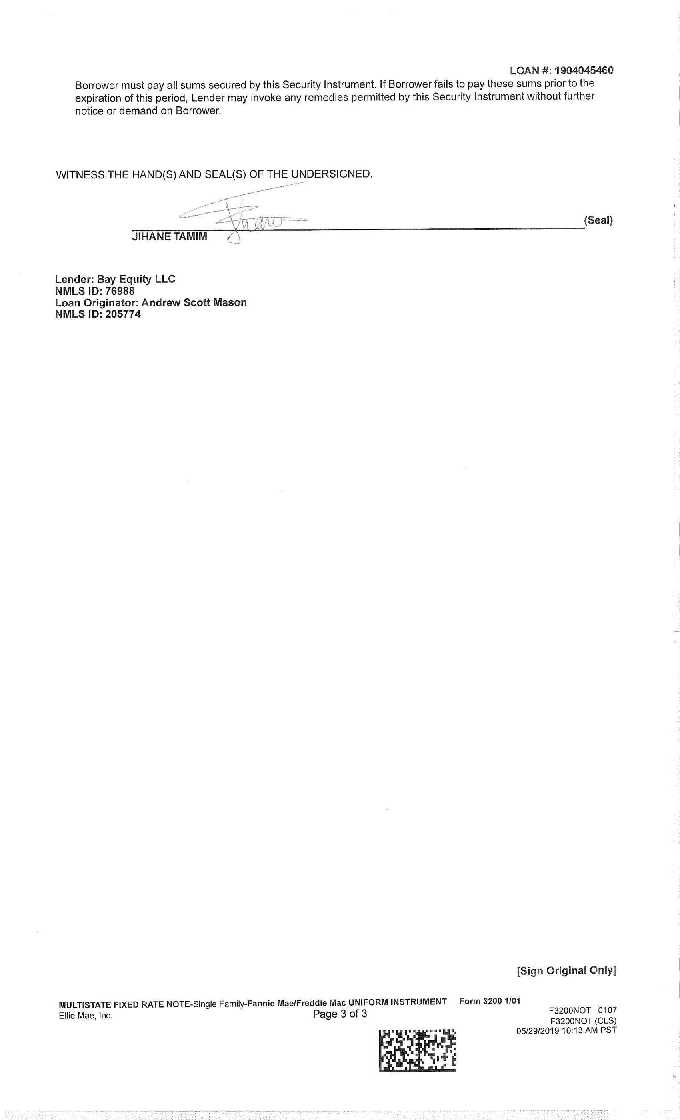 LOAN #: 1904045460
Borrower must pay all sums secured by this Security Instrument. If Borrower fails to pay these sums prior to the
expiration of this period, Lender may invoke any remedies permitted by this Security Instrument without further
notice or demand on Borrower.
WITNESS THE HAND(S) AND SEAL(S) OF THE UNDERSIGNED.
(Seal)
JIHANE TAMIM
Lender: Bay Equity LLC
NMLS ID: 76988
Loan Originator: Andrew Scott Mason
NMLS ID: 205774
[Sign Original Only]
MULTISTATE FIXED RATE NOTE-Single Family-Fannie Mae/Freddie Mac UNIFORM INSTRUMENT Form 3200 1/01
Ellie Mae, Inc. Page 3 of 3 F3200NOT 0107
F3200NOT (CLS)
05/29/2019 10:13 AM PST